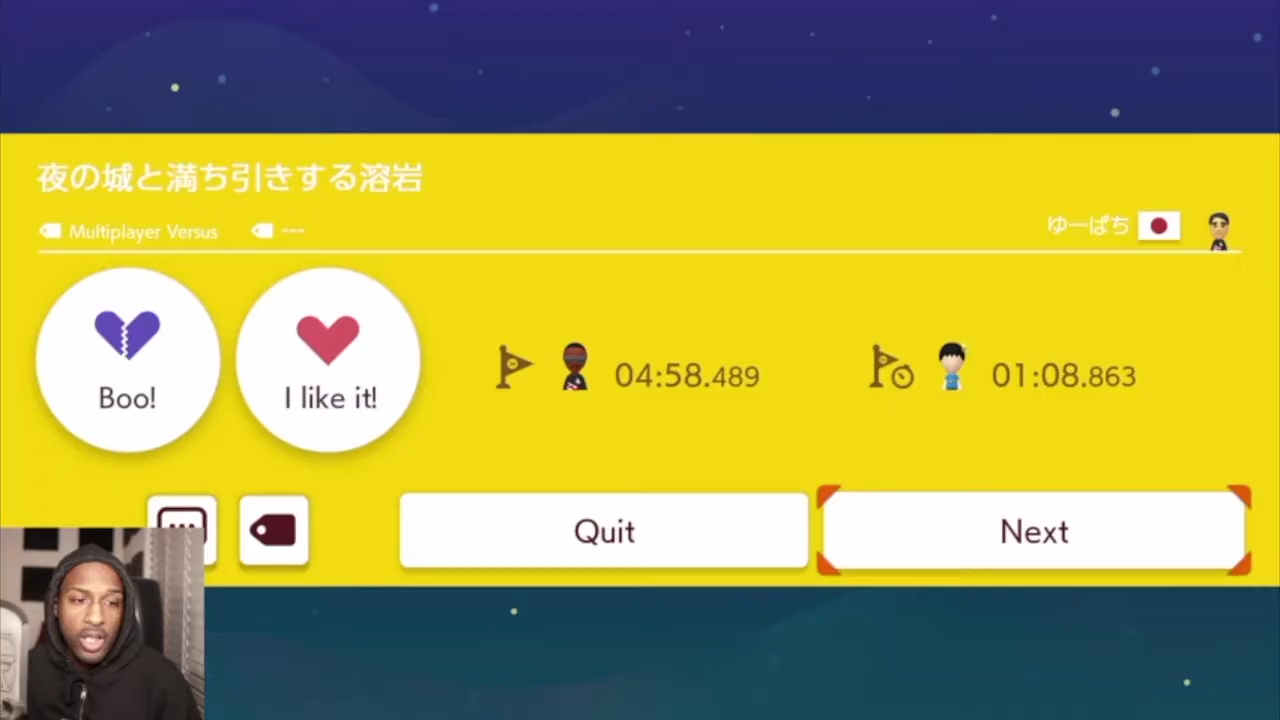 夜の城と満ち引きする溶岩
Multiplayer Versus ---
ゆーぱち
Boo!
I like it!
04:58.489
01:08.863
Quit
Next